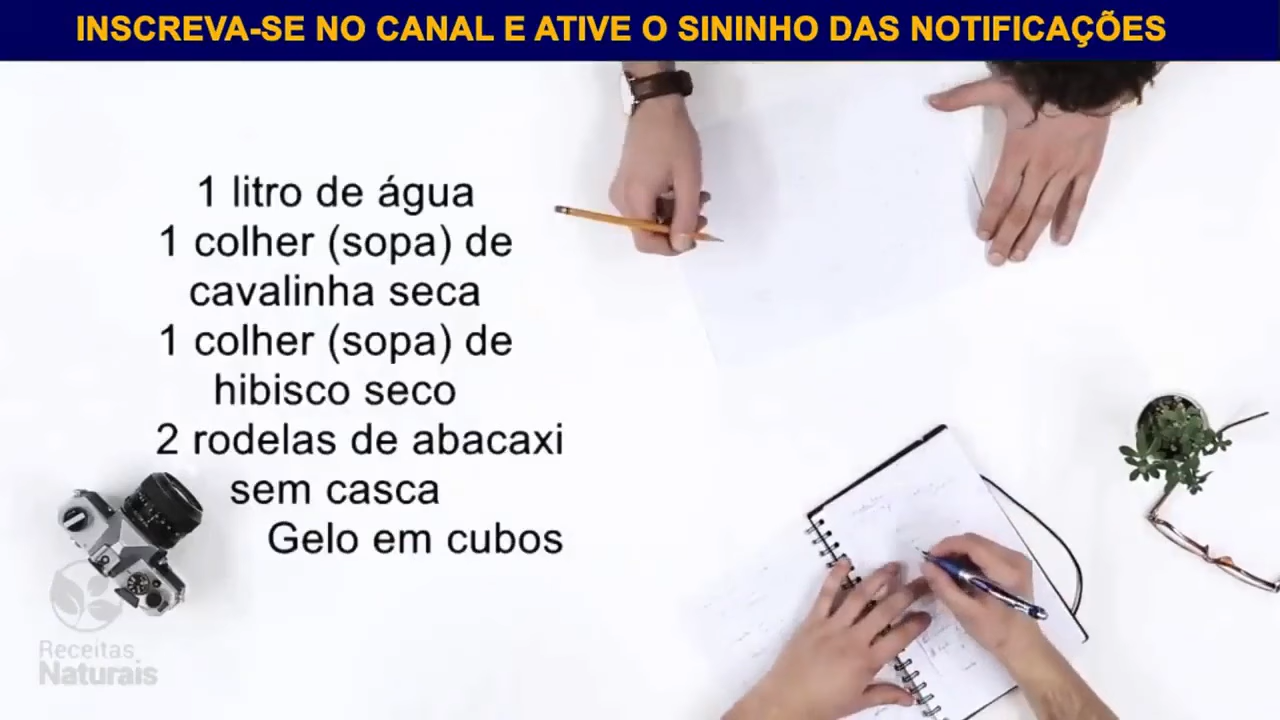 INSCREVA-SE NO CANAL E ATIVE O SININHO DAS NOTIFICAÇÕES
1 litro de água
1 colher (sopa) de
cavalinha seca
1 colher (sopa) de
hibisco seco
2 rodelas de abacaxi
sem casca
Gelo em cubos
Receitas
Naturais